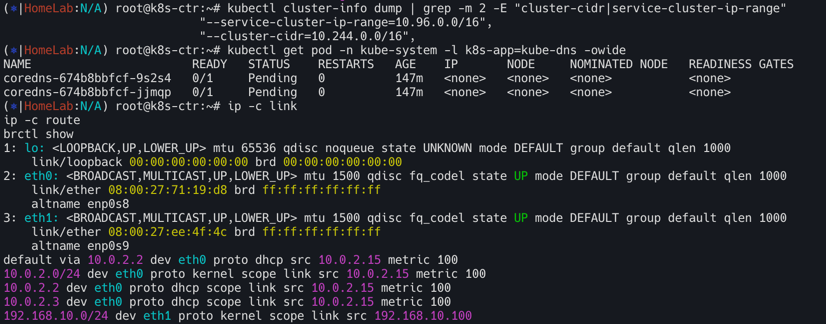 (⎈|HomeLab:N/A) root@k8s-ctr:~# kubectl cluster-info dump | grep -m 2 -E "cluster-cidr|service-cluster-ip-range"
                            "--service-cluster-ip-range=10.96.0.0/16",
                            "--cluster-cidr=10.244.0.0/16",
(⎈|HomeLab:N/A) root@k8s-ctr:~# kubectl get pod -n kube-system -l k8s-app=kube-dns -owide
NAME                       READY   STATUS    RESTARTS   AGE    IP       NODE     NOMINATED NODE   READINESS GATES
coredns-674b8bbfcf-9s2s4   0/1     Pending   0          147m   <none>   <none>   <none>           <none>
coredns-674b8bbfcf-jjmqp   0/1     Pending   0          147m   <none>   <none>   <none>           <none>
(⎈|HomeLab:N/A) root@k8s-ctr:~# ip -c link
ip -c route
brctl show
1: lo: <LOOPBACK,UP,LOWER_UP> mtu 65536 qdisc noqueue state UNKNOWN mode DEFAULT group default qlen 1000
    link/loopback 00:00:00:00:00:00 brd 00:00:00:00:00:00
2: eth0: <BROADCAST,MULTICAST,UP,LOWER_UP> mtu 1500 qdisc fq_codel state UP mode DEFAULT group default qlen 1000
    link/ether 08:00:27:71:19:d8 brd ff:ff:ff:ff:ff:ff
    altname enp0s8
3: eth1: <BROADCAST,MULTICAST,UP,LOWER_UP> mtu 1500 qdisc fq_codel state UP mode DEFAULT group default qlen 1000
    link/ether 08:00:27:ee:4f:4c brd ff:ff:ff:ff:ff:ff
    altname enp0s9
default via 10.0.2.2 dev eth0 proto dhcp src 10.0.2.15 metric 100
10.0.2.0/24 dev eth0 proto kernel scope link src 10.0.2.15 metric 100
10.0.2.2 dev eth0 proto dhcp scope link src 10.0.2.15 metric 100
10.0.2.3 dev eth0 proto dhcp scope link src 10.0.2.15 metric 100
192.168.10.0/24 dev eth1 proto kernel scope link src 192.168.10.100